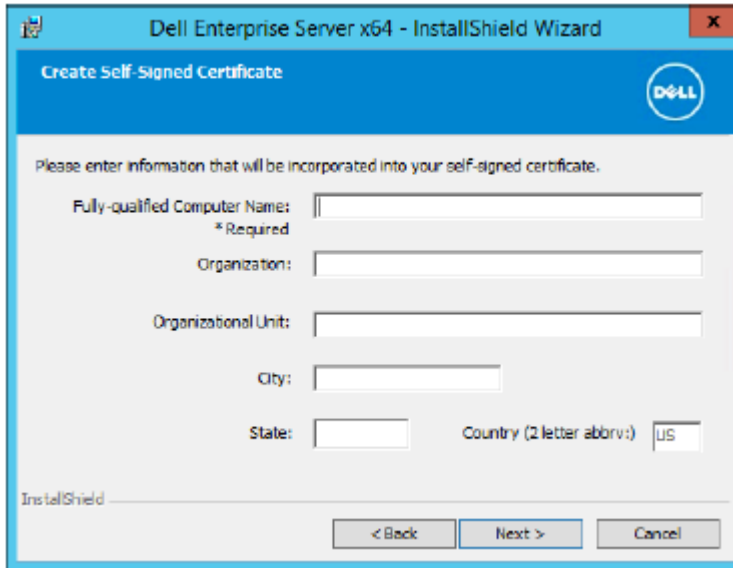 Dell Enterprise Server x64 - InstallShield Wizard
x
Create Self-Signed Certificate
DELL
Please enter information that will be incorporated into your self-signed certificate.
Fully-qualified Computer Name:
* Required
Organization:
Organizational Unit:
City:
State:
Country (2 letter abbrv:)
US
InstallShield
< Back
Next >
Cancel